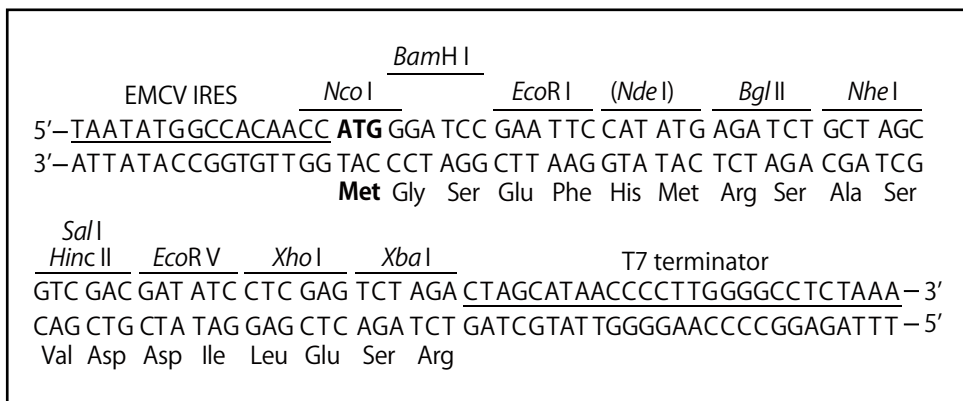 BamH I
EMCV IRES Nco I EcoR I (Nde I) Bgl II Nhe I
5’–TAATATGGCCACAACC ATG GGA TCC GAA TTC CAT ATG AGA TCT GCT AGC
3’–ATTATACCGGTGTTGG TAC CCT AGG CTT AAG GTA TAC TCT AGA CGA TCG
Met Gly Ser Glu Phe His Met Arg Ser Ala Ser
Sal I
Hinc II EcoR V Xho I Xba I T7 terminator
GTC GAC GAT ATC CTC GAG TCT AGA CTAGCATAACCCCTTGGGGCCTCTAAA–3’
CAG CTG CTA TAG GAG CTC AGA TCT GATCGTATTGGGGAACCCCGGAGATTT–5’
Val Asp Asp Ile Leu Glu Ser Arg